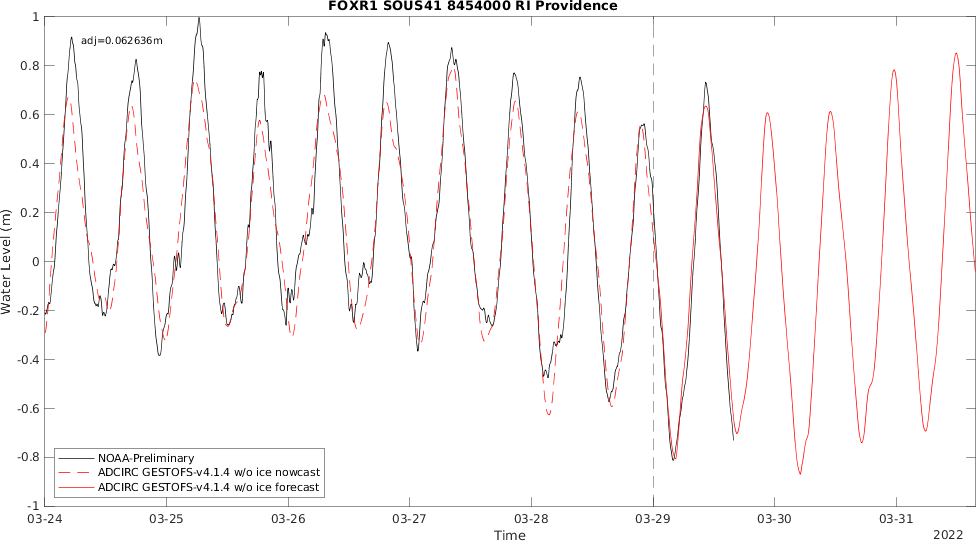 FOXR1 SOUS41 8454000 RI Providence
adj=0.062636m
1
0.8
0.6
0.4
0.2
0
-0.2
-0.4
-0.6
-0.8
-1
Water Level (m)
NOAA-Preliminary
ADCIRC GESTOFS-v4.1.4 w/o ice nowcast
ADCIRC GESTOFS-v4.1.4 w/o ice forecast
03-24 03-25 03-26 03-27 03-28 03-29 03-30 03-31
Time
2022